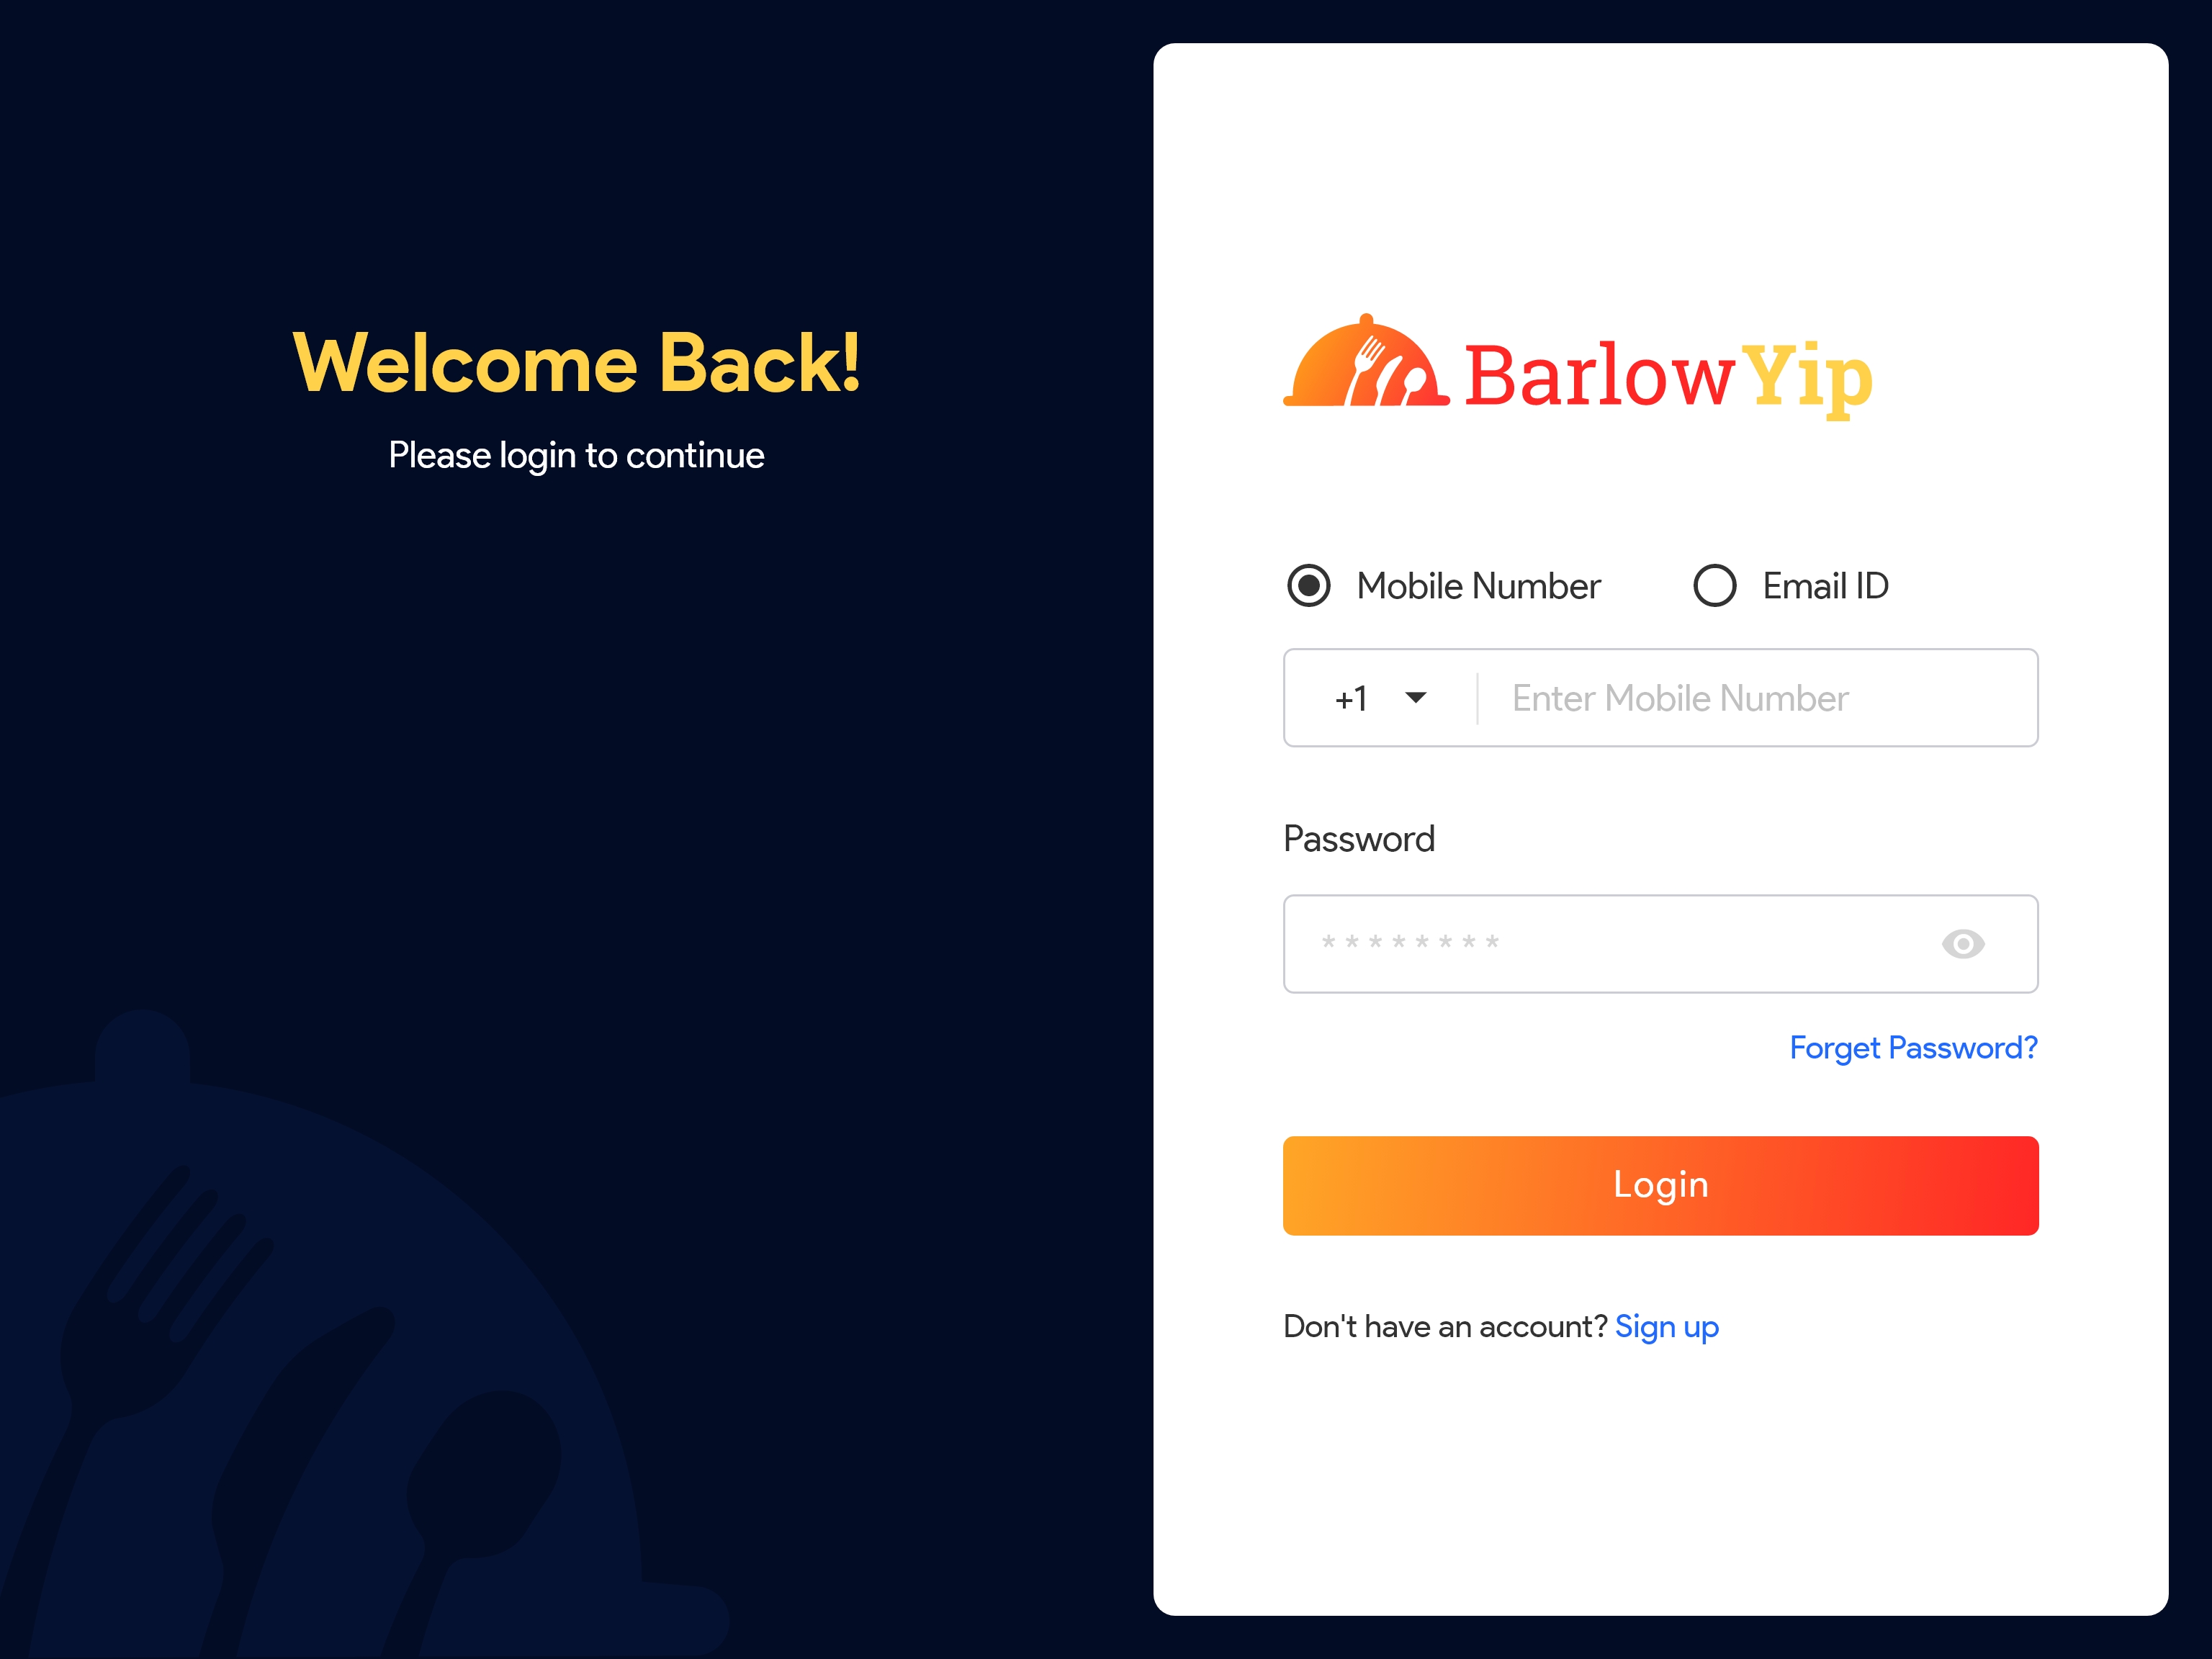 Welcome Back!
Please login to continue
BarlowYip
Mobile Number
Email ID
+1
Enter Mobile Number
Password
********
Forget Password?
Login
Don't have an account? Sign up